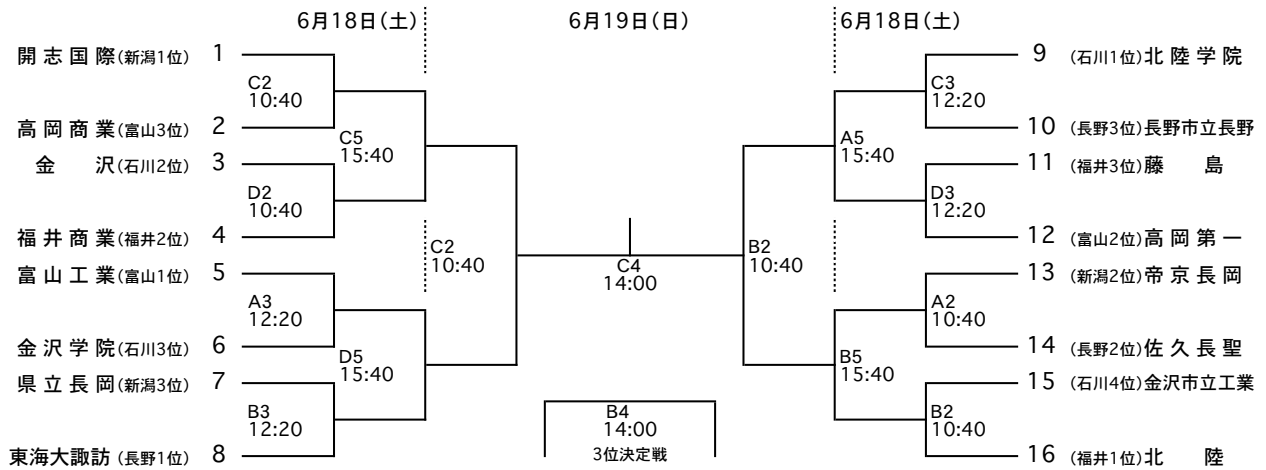 6月18日(土) 6月19日(日) 6月18日(土)
開志国際(新潟1位) 1
C2
10:40
高岡商業(富山3位) 2
C5
15:40
金　沢(石川2位) 3
D2
10:40
福井商業(福井2位) 4
C2
10:40
富山工業(富山1位) 5
A3
12:20
金沢学院(石川3位) 6
D5
15:40
県立長岡(新潟3位) 7
B3
12:20
東海大諏訪(長野1位) 8
C4
14:00
B4
14:00
3位決定戦
9 (石川1位)北陸学院
C3
12:20
10 (長野3位)長野市立長野
A5
15:40
11 (福井3位)藤　島
D3
12:20
12 (富山2位)高岡第一
B2
10:40
13 (新潟2位)帝京長岡
A2
10:40
14 (長野2位)佐久長聖
B5
15:40
15 (石川4位)金沢市立工業
B2
10:40
16 (福井1位)北　陸